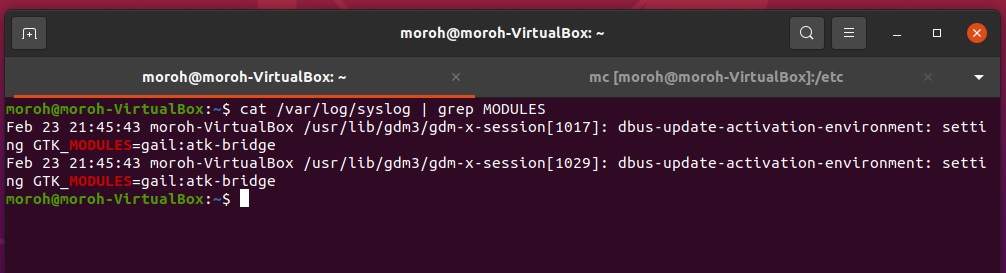 moroh@moroh-VirtualBox: ~
moroh@moroh-VirtualBox: ~
mc [moroh@moroh-VirtualBox]:/etc
moroh@moroh-VirtualBox:~$ cat /var/log/syslog | grep MODULES
Feb 23 21:45:43 moroh-VirtualBox /usr/lib/gdm3/gdm-x-session[1017]: dbus-update-activation-environment: setti
ng GTK_MODULES=gail:atk-bridge
Feb 23 21:45:43 moroh-VirtualBox /usr/lib/gdm3/gdm-x-session[1029]: dbus-update-activation-environment: setti
ng GTK_MODULES=gail:atk-bridge
moroh@moroh-VirtualBox:~$